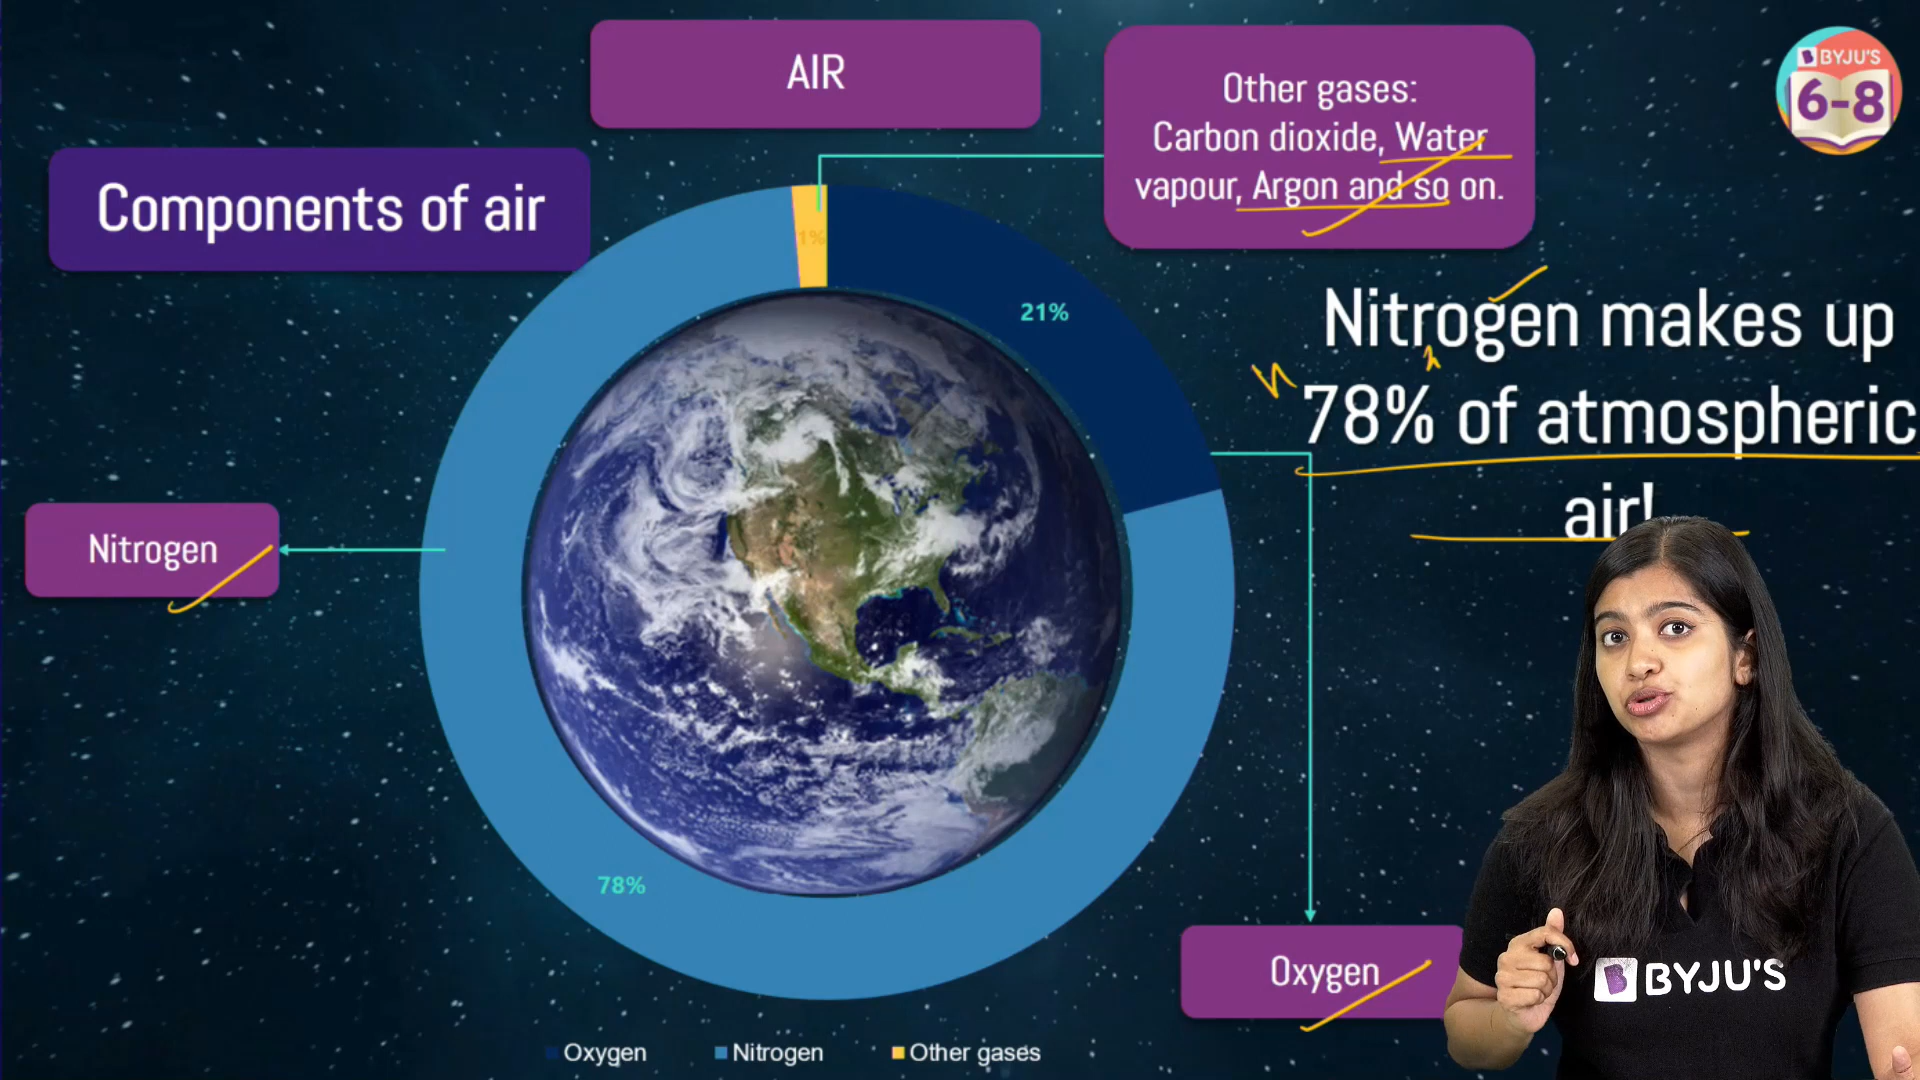 AIR
Other gases:
Carbon dioxide, Water
vapour, Argon and so on.
BYJU'S
6-8
Components of air
1%
21%
Nitrogen makes up
78% of atmospheric
air!
Nitrogen
78%
Oxygen
BYJU'S
Oxygen
Nitrogen
Other gases